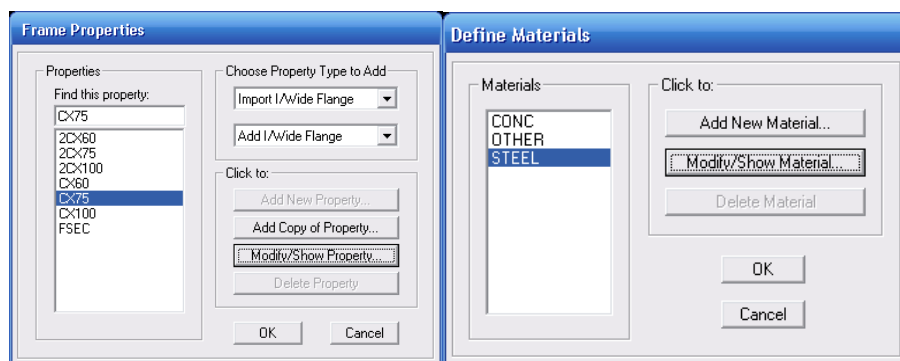 Frame Properties
Properties
Find this property:
CX75
2CX60
2CX75
2CX100
CX60
CX75
CX100
FSEC
Choose Property Type to Add
Import I/Wide Flange
Add I/Wide Flange
Click to:
Add New Property...
Add Copy of Property...
Modify/Show Property...
Delete Property
OK
Cancel
Define Materials
Materials
CONC
OTHER
STEEL
Click to:
Add New Material...
Modify/Show Material...
Delete Material
OK
Cancel